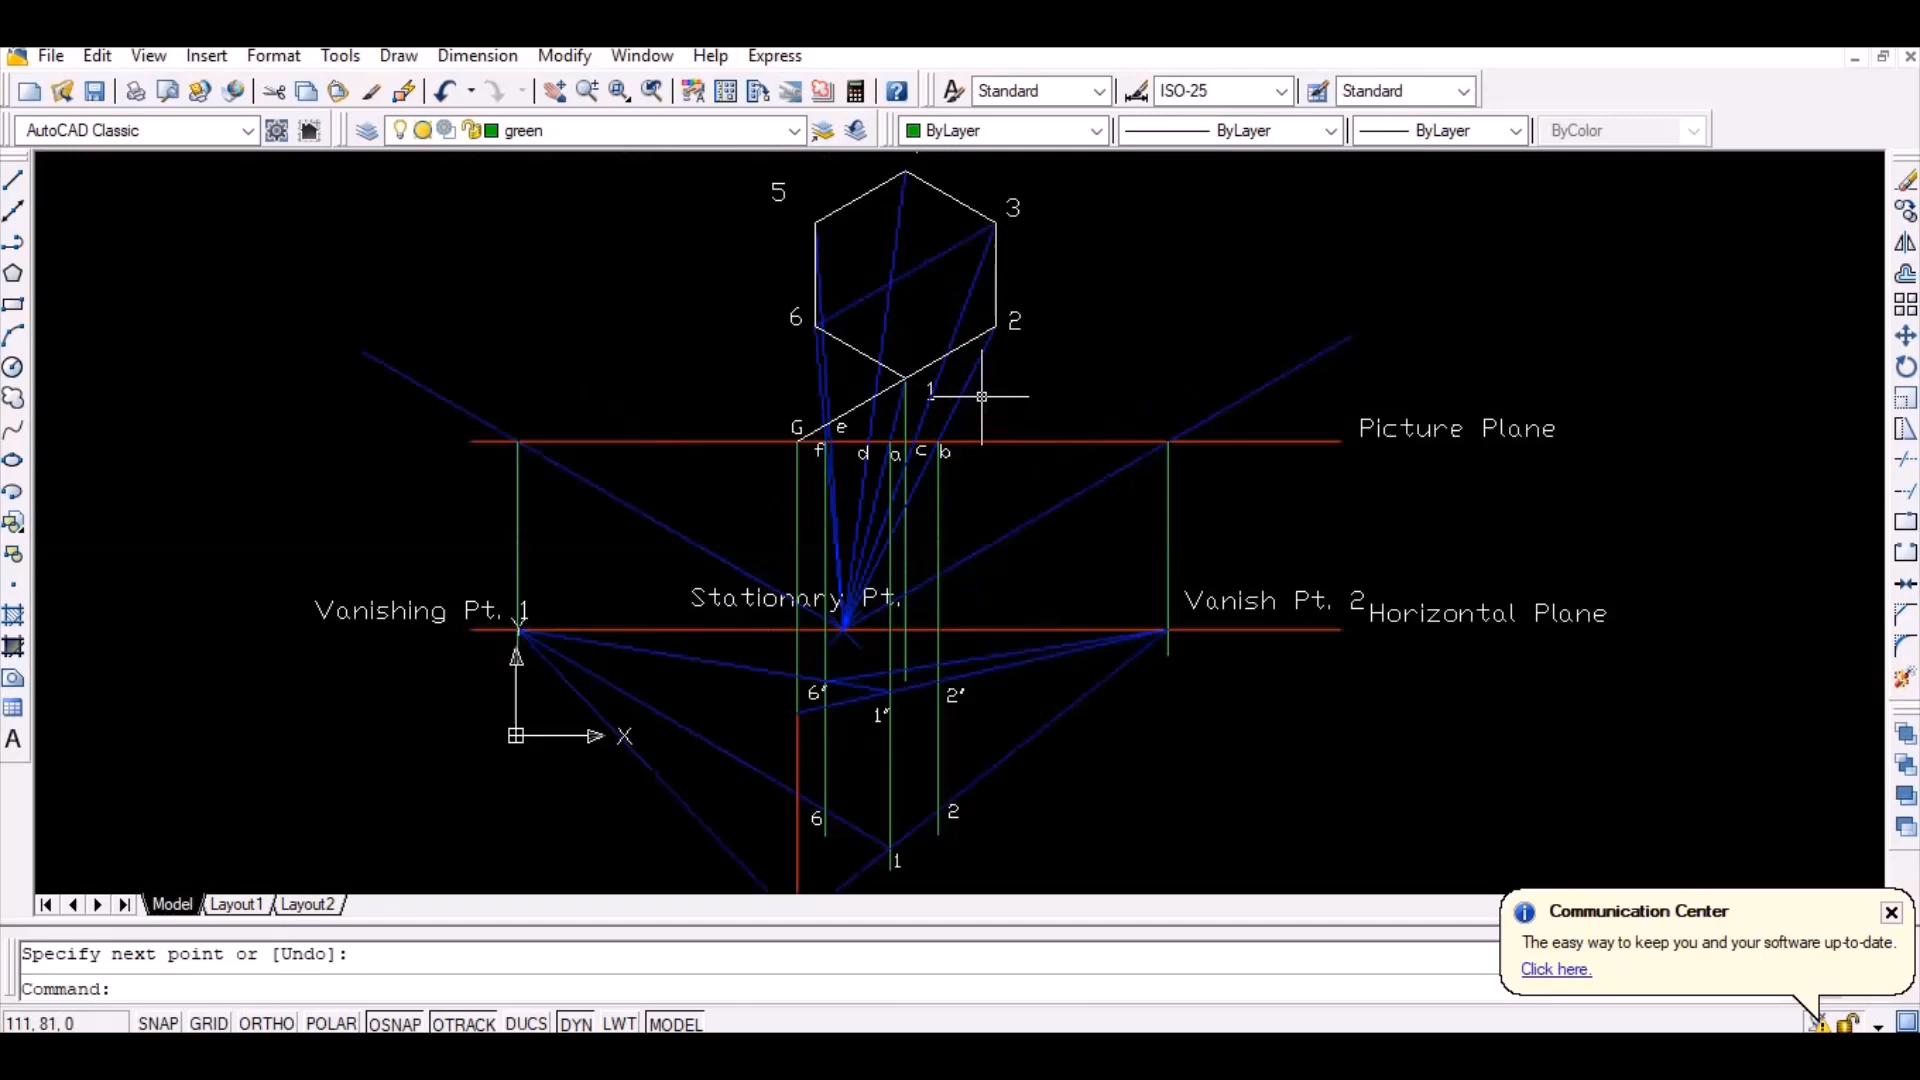 File Edit View Insert Format Tools Draw Dimension Modify Window Help Express
Standard ISO-25 Standard
AutoCAD Classic green ByLayer ByLayer ByLayer ByColor
5
3
6
2
1
G e
Picture Plane
f d a c b
Vanishing Pt. 1
Stationary Pt.
Vanish Pt. 2
Horizontal Plane
6' 2'
1'
X
6 2
1
Model Layout1 Layout2
Communication Center
The easy way to keep you and your software up-to-date.
Click here.
Specify next point or [Undo]:
Command:
111, 81, 0 SNAP GRID ORTHO POLAR OSNAP OTRACK DUCS DYN LWT MODEL